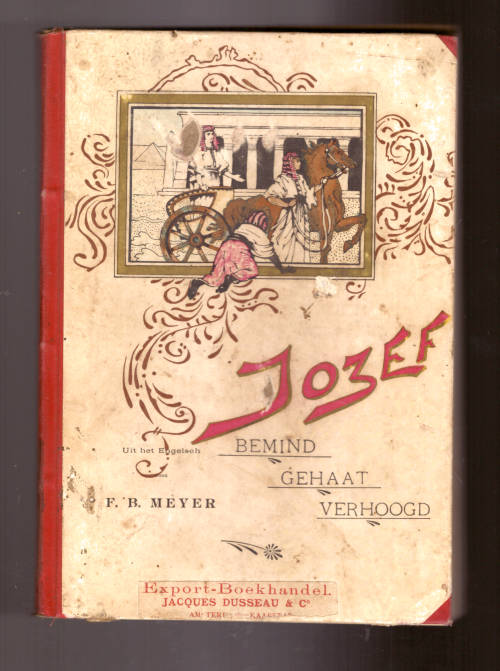 Jozef
BEMIND
Uit het Engelsch
GEHAAT
F. B. MEYER
VERHOOGD
Export-Boekhandel.
JACQUES DUSSEAU & Cº